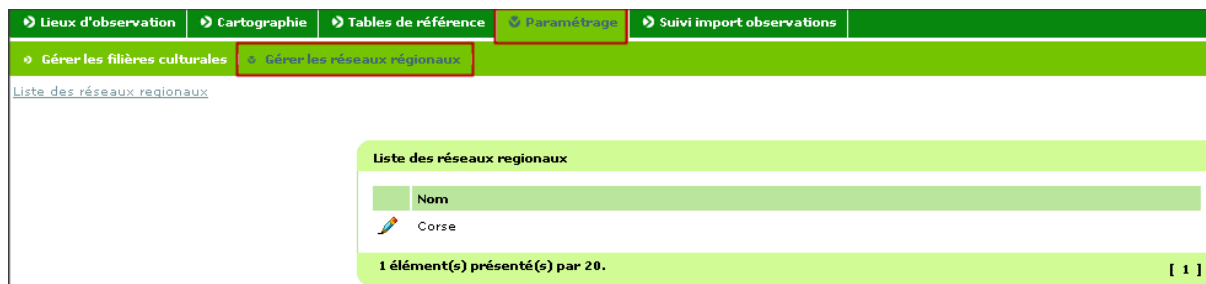 Lieux d'observation Cartographie Tables de référence Paramétrage Suivi import observations
Gérer les filières culturales Gérer les réseaux régionaux
Liste des réseaux regionaux
Liste des réseaux regionaux
Nom
Corse
1 élément(s) présenté(s) par 20. [ 1 ]